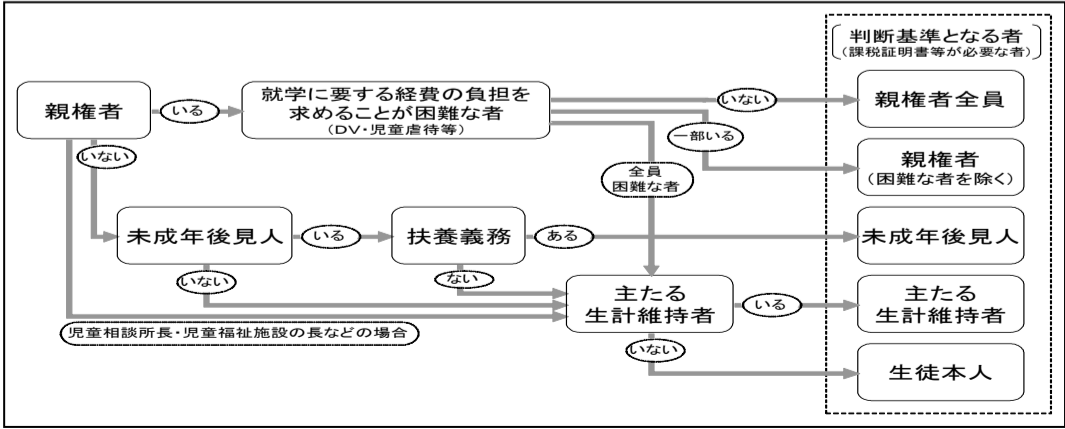 判断基準となる者
(課税証明書等が必要な者)
親権者
いる
就学に要する経費の負担を
求めることが困難な者
(DV・児童虐待等)
いない
親権者全員
一部いる
親権者
(困難な者を除く)
いない
全員
困難な者
未成年後見人
いる
扶養義務
ある
未成年後見人
いない
ない
主たる
生計維持者
いる
主たる
生計維持者
児童相談所長・児童福祉施設の長などの場合
いない
生徒本人